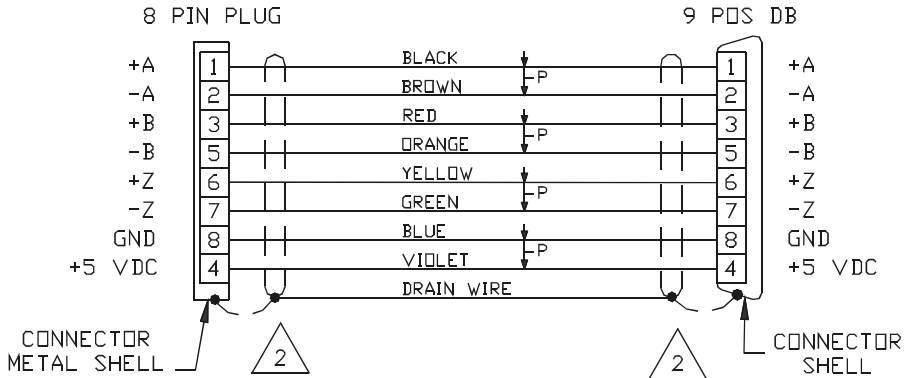 8 PIN PLUG 9 POS DB
+A 1 BLACK 1 +A
-P
-A 2 BROWN 2 -A
+B 3 RED 3 +B
-P
-B 5 ORANGE 5 -B
+Z 6 YELLOW 6 +Z
-P
-Z 7 GREEN 7 -Z
GND 8 BLUE 8 GND
-P
+5 VDC 4 VIOLET 4 +5 VDC
DRAIN WIRE
CONNECTOR METAL SHELL
2
2
CONNECTOR SHELL